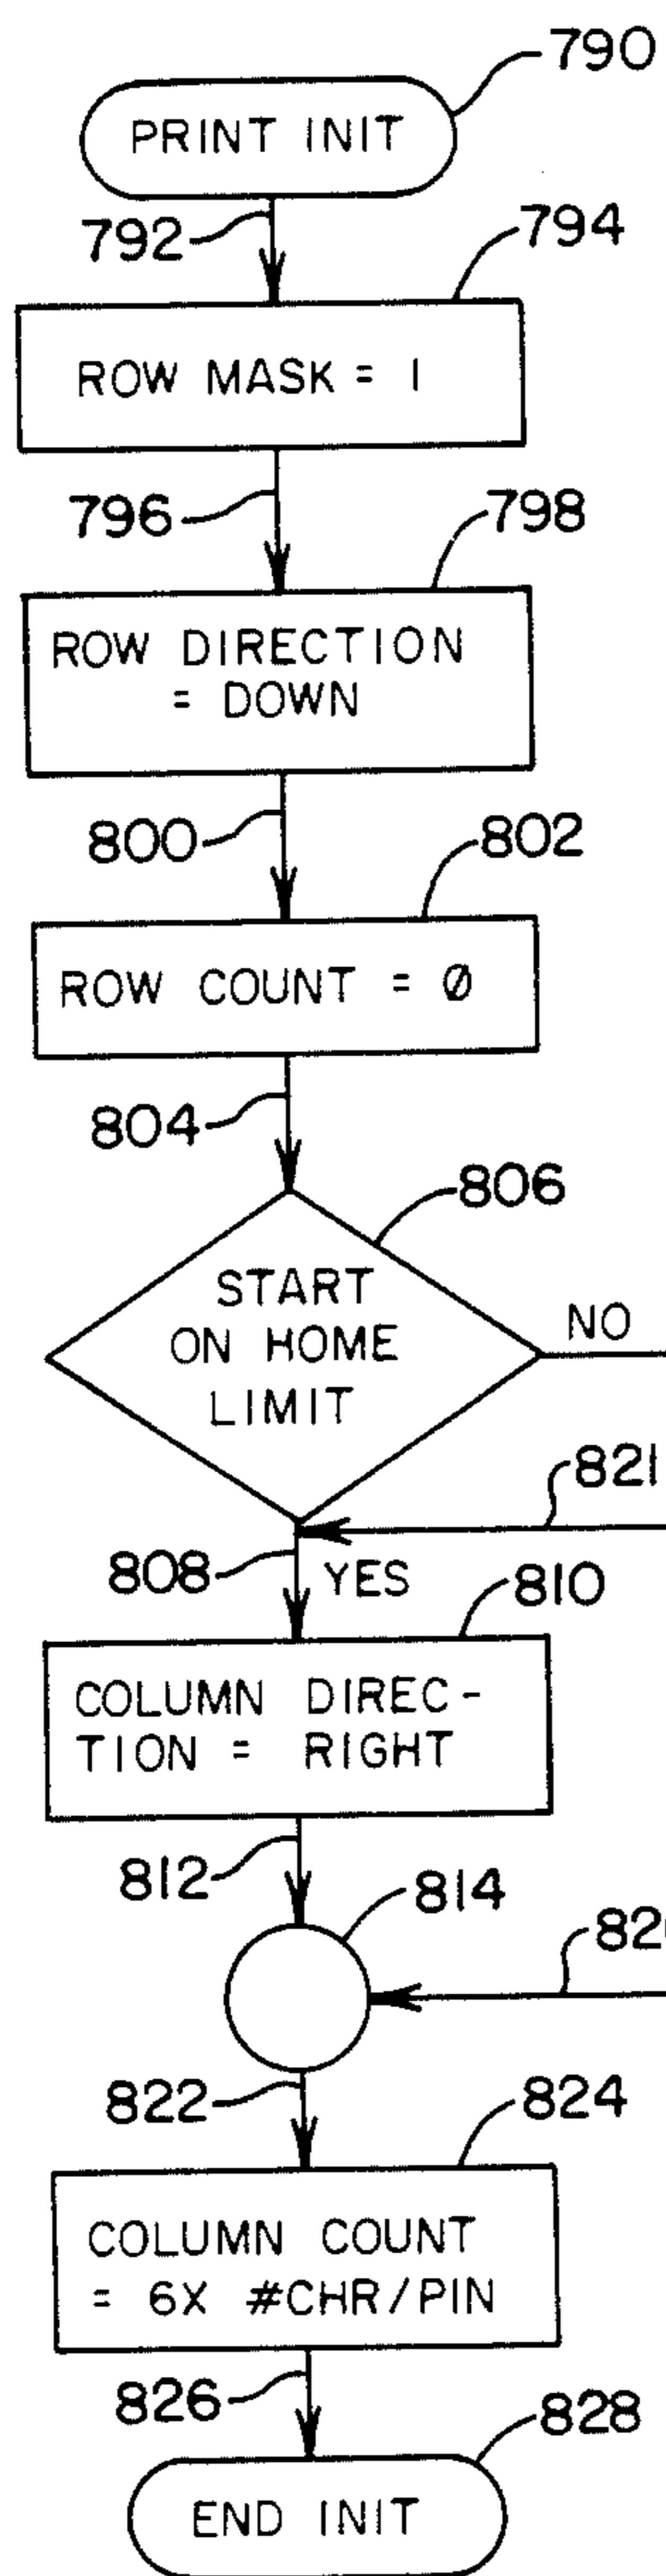 790
PRINT INIT
792
794
ROW MASK = 1
796
798
ROW DIRECTION
= DOWN
800
802
ROW COUNT = Ø
804
806
START
ON HOME
LIMIT
NO
821
808
YES
810
COLUMN DIREC-
TION = RIGHT
812
814
822
824
COLUMN COUNT
= 6X #CHR/PIN
826
828
END INIT